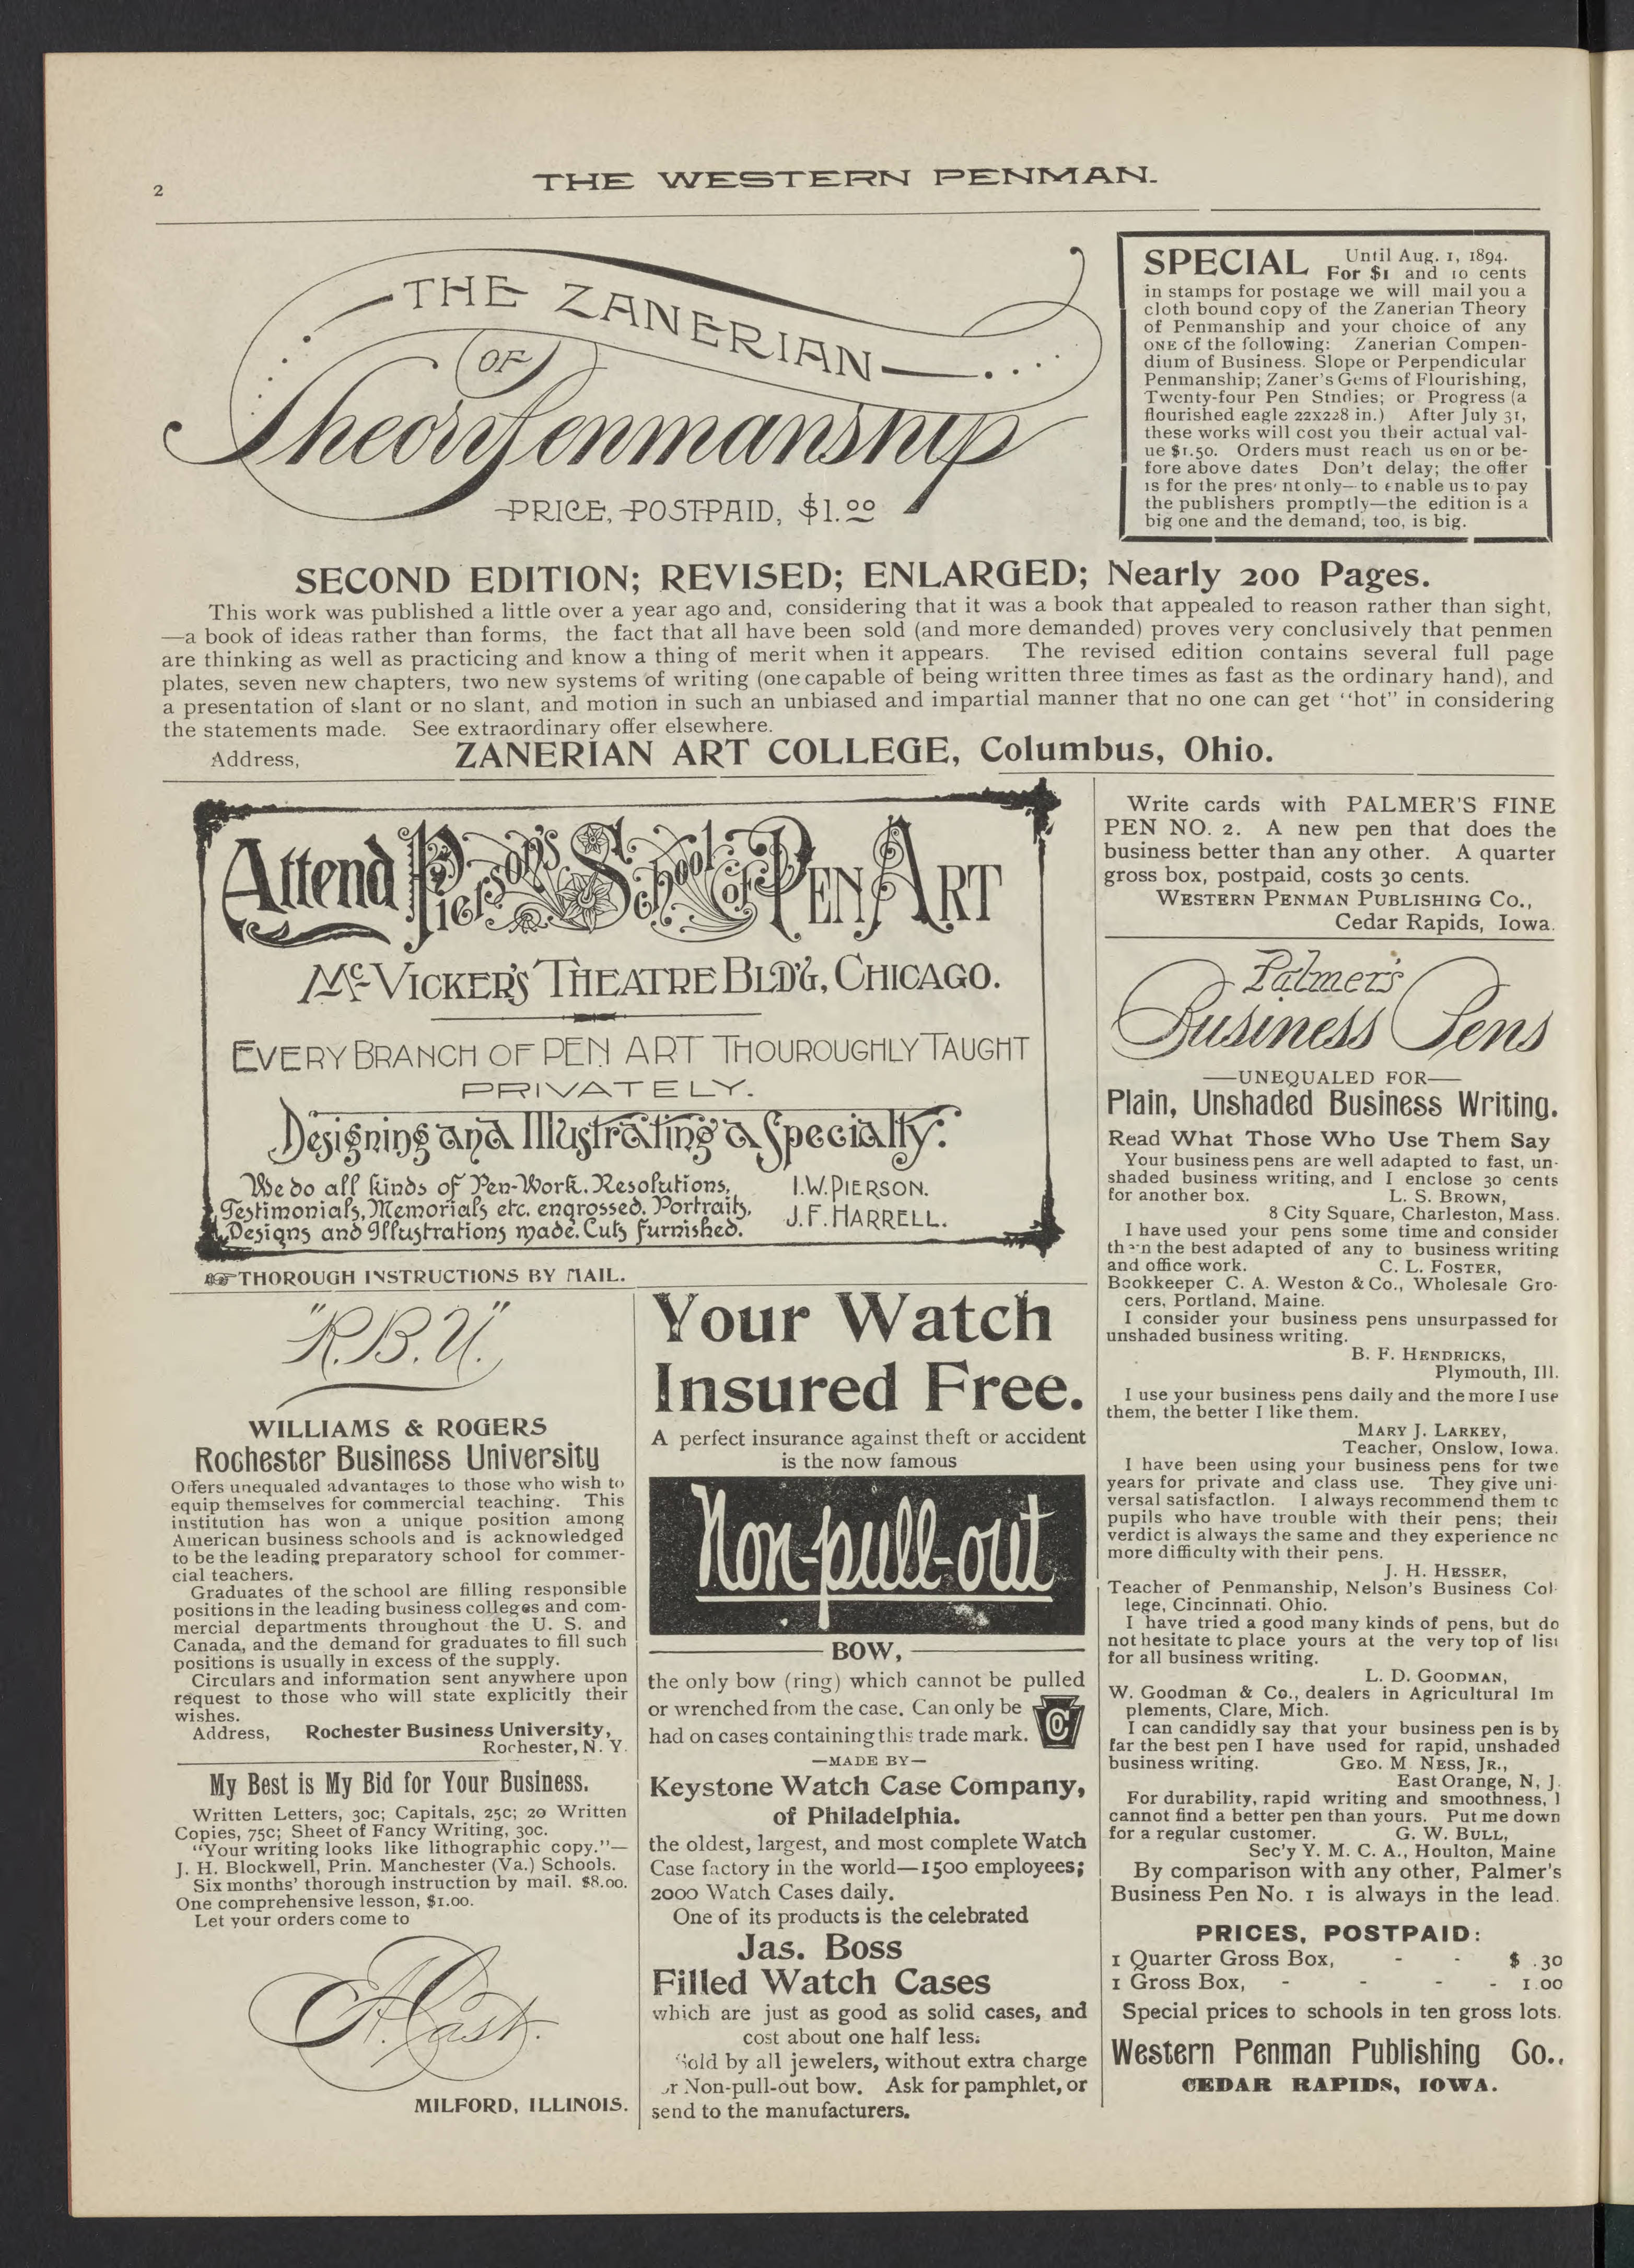 2
THE WESTERN PENMAN.
THE ZANERIAN
OF
Theory Penmanship
PRICE, POSTPAID, $1.00
SPECIAL Until Aug. 1, 1894.
For $1 and 10 cents
in stamps for postage we will mail you a
cloth bound copy of the Zanerian Theory
of Penmanship and your choice of any
ONE of the following: Zanerian Compen-
dium of Business. Slope or Perpendicular
Penmanship; Zaner's Gems of Flourishing,
Twenty-four Pen Stndies; or Progress (a
flourished eagle 22x228 in.) After July 31,
these works will cost you their actual val-
ue $1.50. Orders must reach us on or be-
fore above dates Don't delay; the offer
is for the pres nt only—to enable us to pay
the publishers promptly—the edition is a
big one and the demand, too, is big.
SECOND EDITION; REVISED; ENLARGED; Nearly 200 Pages.
This work was published a little over a year ago and, considering that it was a book that appealed to reason rather than sight,
—a book of ideas rather than forms, the fact that all have been sold (and more demanded) proves very conclusively that penmen
are thinking as well as practicing and know a thing of merit when it appears. The revised edition contains several full page
plates, seven new chapters, two new systems of writing (one capable of being written three times as fast as the ordinary hand), and
a presentation of slant or no slant, and motion in such an unbiased and impartial manner that no one can get "hot" in considering
the statements made. See extraordinary offer elsewhere.
Address, ZANERIAN ART COLLEGE, Columbus, Ohio.
Attend Pierson's School of PEN ART
McVICKER'S THEATRE BLD'G, CHICAGO.
EVERY BRANCH OF PEN ART THOUROUGHLY TAUGHT
PRIVATELY.
Designing and Illustrating a Specialty.
We do all kinds of Pen-Work. Resolutions,
Testimonials, Memorials etc. engrossed. Portraits,
Designs and Illustrations made. Cuts furnished.
I.W. PIERSON.
J.F. HARRELL.
THOROUGH INSTRUCTIONS BY MAIL.
"R.B.U."
WILLIAMS & ROGERS
Rochester Business University
Offers unequaled advantages to those who wish to
equip themselves for commercial teaching. This
institution has won a unique position among
American business schools and is acknowledged
to be the leading preparatory school for commer-
cial teachers.
Graduates of the school are filling responsible
positions in the leading business colleges and com-
mercial departments throughout the U. S. and
Canada, and the demand for graduates to fill such
positions is usually in excess of the supply.
Circulars and information sent anywhere upon
request to those who will state explicitly their
wishes.
Address, Rochester Business University,
Rochester, N. Y.
My Best is My Bid for Your Business.
Written Letters, 30c; Capitals, 25c; 20 Written
Copies, 75c; Sheet of Fancy Writing, 30c.
"Your writing looks like lithographic copy."—
J. H. Blockwell, Prin. Manchester (Va.) Schools.
Six months' thorough instruction by mail. $8.00.
One comprehensive lesson, $1.00.
Let your orders come to
A. Cast.
MILFORD, ILLINOIS.
Your Watch
Insured Free.
A perfect insurance against theft or accident
is the now famous
Non-pull-out
BOW,
the only bow (ring) which cannot be pulled
or wrenched from the case. Can only be
had on cases containing this trade mark.
—MADE BY—
Keystone Watch Case Company,
of Philadelphia.
the oldest, largest, and most complete Watch
Case factory in the world—1500 employees;
2000 Watch Cases daily.
One of its products is the celebrated
Jas. Boss
Filled Watch Cases
which are just as good as solid cases, and
cost about one half less.
Sold by all jewelers, without extra charge
r Non-pull-out bow. Ask for pamphlet, or
send to the manufacturers.
Write cards with PALMER'S FINE
PEN NO. 2. A new pen that does the
business better than any other. A quarter
gross box, postpaid, costs 30 cents.
WESTERN PENMAN PUBLISHING CO.,
Cedar Rapids, Iowa.
Palmer's
Business Pens
—UNEQUALED FOR—
Plain, Unshaded Business Writing.
Read What Those Who Use Them Say
Your business pens are well adapted to fast, un-
shaded business writing, and I enclose 30 cents
for another box. L. S. BROWN,
8 City Square, Charleston, Mass.
I have used your pens some time and consider
them the best adapted of any to business writing
and office work. C. L. FOSTER,
Bookkeeper C. A. Weston & Co., Wholesale Gro-
cers, Portland, Maine.
I consider your business pens unsurpassed for
unshaded business writing.
B. F. HENDRICKS,
Plymouth, Ill.
I use your business pens daily and the more I use
them, the better I like them.
MARY J. LARKEY,
Teacher, Onslow, Iowa.
I have been using your business pens for two
years for private and class use. They give uni-
versal satisfaction. I always recommend them to
pupils who have trouble with their pens; their
verdict is always the same and they experience no
more difficulty with their pens.
J. H. HESSER,
Teacher of Penmanship, Nelson's Business Col-
lege, Cincinnati, Ohio.
I have tried a good many kinds of pens, but do
not hesitate to place yours at the very top of list
for all business writing.
L. D. GOODMAN,
W. Goodman & Co., dealers in Agricultural Im
plements, Clare, Mich.
I can candidly say that your business pen is by
far the best pen I have used for rapid, unshaded
business writing. GEO. M NESS, JR.,
East Orange, N, J.
For durability, rapid writing and smoothness, I
cannot find a better pen than yours. Put me down
for a regular customer. G. W. BULL,
Sec'y Y. M. C. A., Houlton, Maine
By comparison with any other, Palmer's
Business Pen No. 1 is always in the lead.
PRICES, POSTPAID:
1 Quarter Gross Box, - - $ .30
1 Gross Box, - - - - 1.00
Special prices to schools in ten gross lots.
Western Penman Publishing Co.,
CEDAR RAPIDS, IOWA.